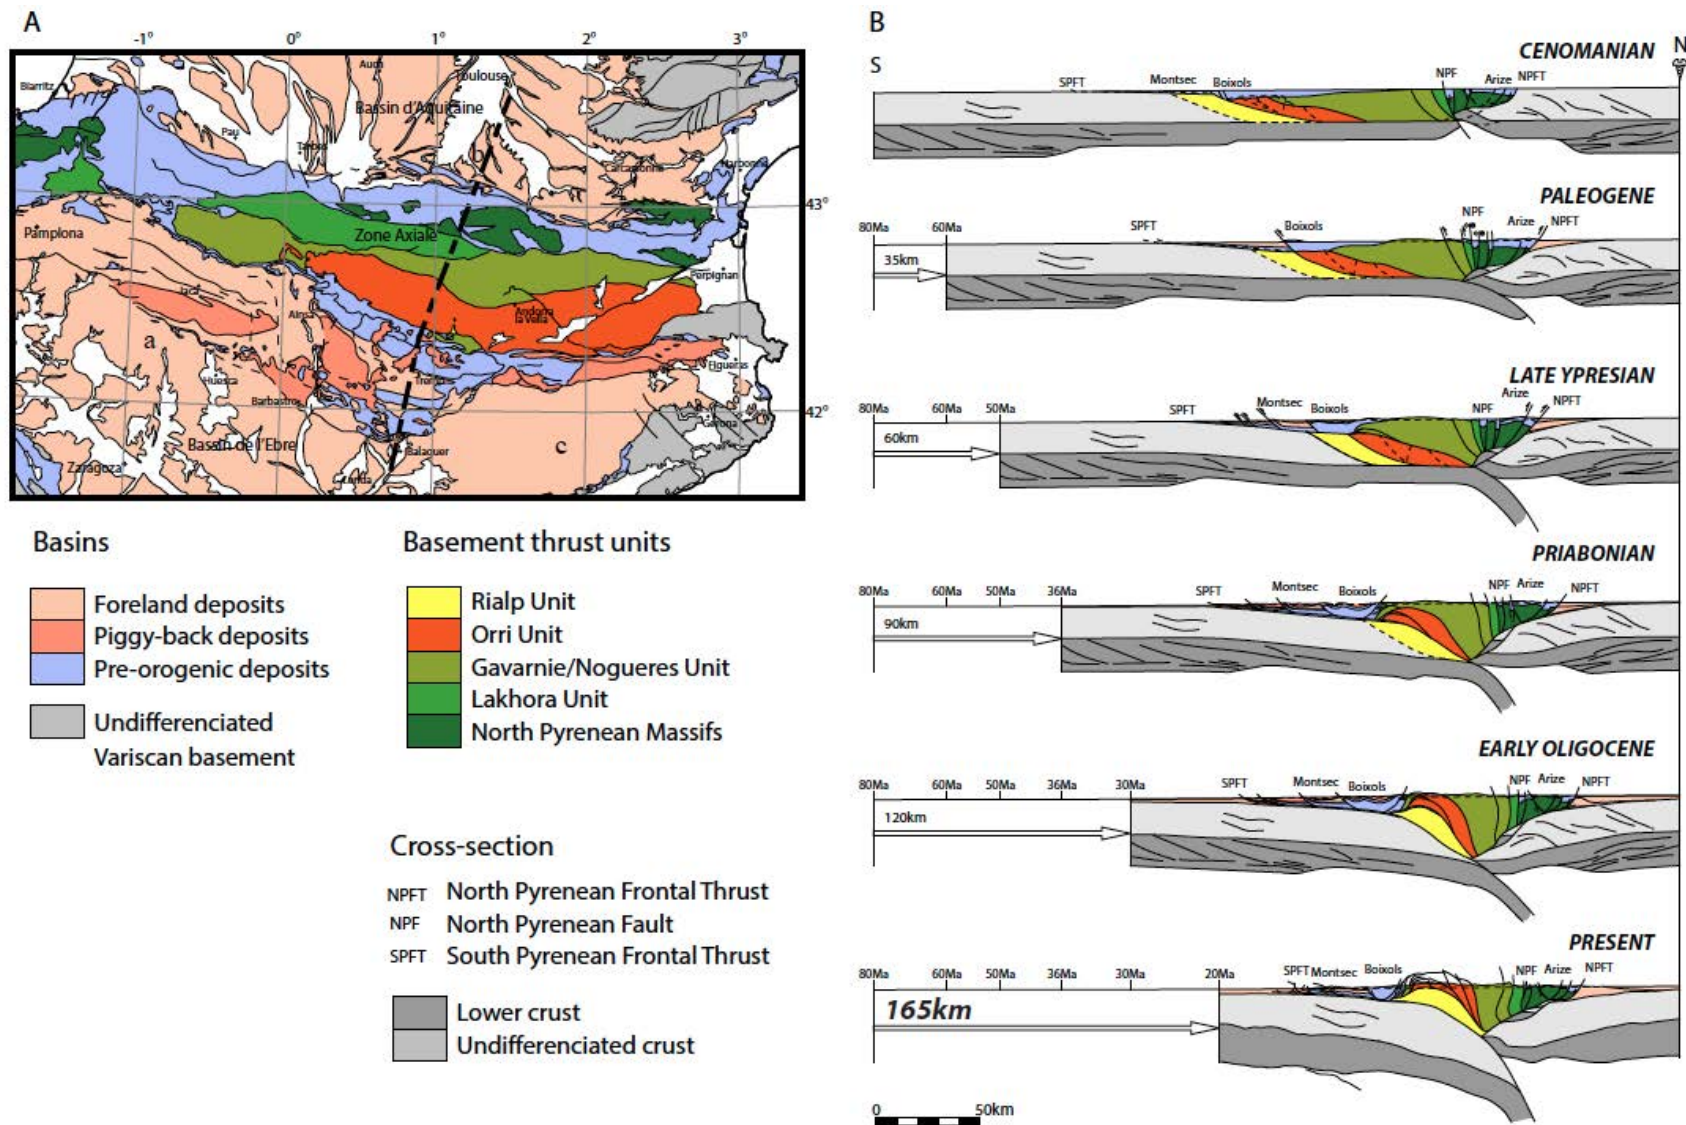 A
-1°
0°
1°
2°
3°
Biarritz
Auch
Toulouse
Bassin d'Aquitaine
Pau
Tarbes
Carcassonne
Narbonne
43°
Pamplona
Zone Axiale
Perpignan
Jaca
Ainsa
Andorra
la Vella
a
Figueras
Huesca
Tremp
Barbastro
42°
Gerona
Bassin de l'Ebre
c
Balaguer
Zaragoza
Lerida
Basins
Foreland deposits
Piggy-back deposits
Pre-orogenic deposits
Undifferenciated
Variscan basement
Basement thrust units
Rialp Unit
Orri Unit
Gavarnie/Nogueres Unit
Lakhora Unit
North Pyrenean Massifs
Cross-section
NPFT North Pyrenean Frontal Thrust
NPF North Pyrenean Fault
SPFT South Pyrenean Frontal Thrust
Lower crust
Undifferenciated crust
B
S
N
CENOMANIAN
SPFT Montsec Boixols NPF Arize NPFT
PALEOGENE
80Ma 60Ma
SPFT Boixols NPF Arize NPFT
35km
LATE YPRESIAN
80Ma 60Ma 50Ma
SPFT Montsec Boixols NPF Arize NPFT
60km
PRIABONIAN
80Ma 60Ma 50Ma 36Ma
SPFT Montsec Boixols NPF Arize NPFT
90km
EARLY OLIGOCENE
80Ma 60Ma 50Ma 36Ma 30Ma
SPFT Montsec Boixols NPF Arize NPFT
120km
PRESENT
80Ma 60Ma 50Ma 36Ma 30Ma 20Ma
SPFT Montsec Boixols NPF Arize NPFT
165km
0 50km